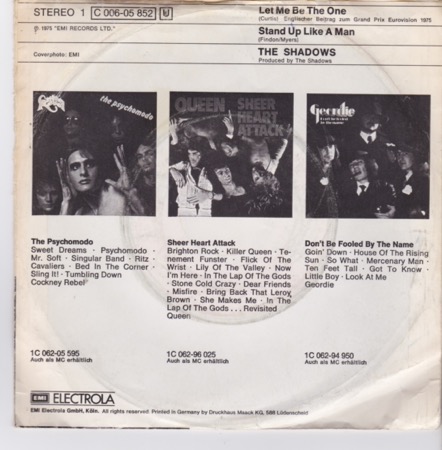 STEREO 1 C 006-05 852
℗ 1975 "EMI RECORDS LTD."
Coverphoto: EMI
Let Me Be The One
(Curtis) Englischer Beitrag zum Grand Prix Eurovision 1975
Stand Up Like A Man
(Findon/Myers)
THE SHADOWS
Produced by The Shadows
the psychomodo
QUEEN SHEER
HEART
ATTACK
Geordie
The Psychomodo
Sweet Dreams · Psychomodo ·
Mr. Soft · Singular Band · Ritz ·
Cavaliers · Bed In The Corner ·
Sling It! · Tumbling Down
Cockney Rebel
1C 062-05 595
Auch als MC erhältlich
Sheer Heart Attack
Brighton Rock · Killer Queen · Te-
nement Funster · Flick Of The
Wrist · Lily Of The Valley · Now
I'm Here · In The Lap Of The Gods
· Stone Cold Crazy · Dear Friends
· Misfire · Bring Back That Leroy
Brown · She Makes Me · In The
Lap Of The Gods . . . Revisited
Queen
1C 062-96 025
Auch als MC erhältlich
Don't Be Fooled By The Name
Goin' Down · House Of The Rising
Sun · So What · Mercenary Man ·
Ten Feet Tall · Got To Know ·
Little Boy · Look At Me
Geordie
1C 062-94 950
Auch als MC erhältlich
EMI ELECTROLA
EMI Electrola GmbH, Köln. All rights reserved. Printed in Germany by Druckhaus Maack KG, 588 Lüdenscheid